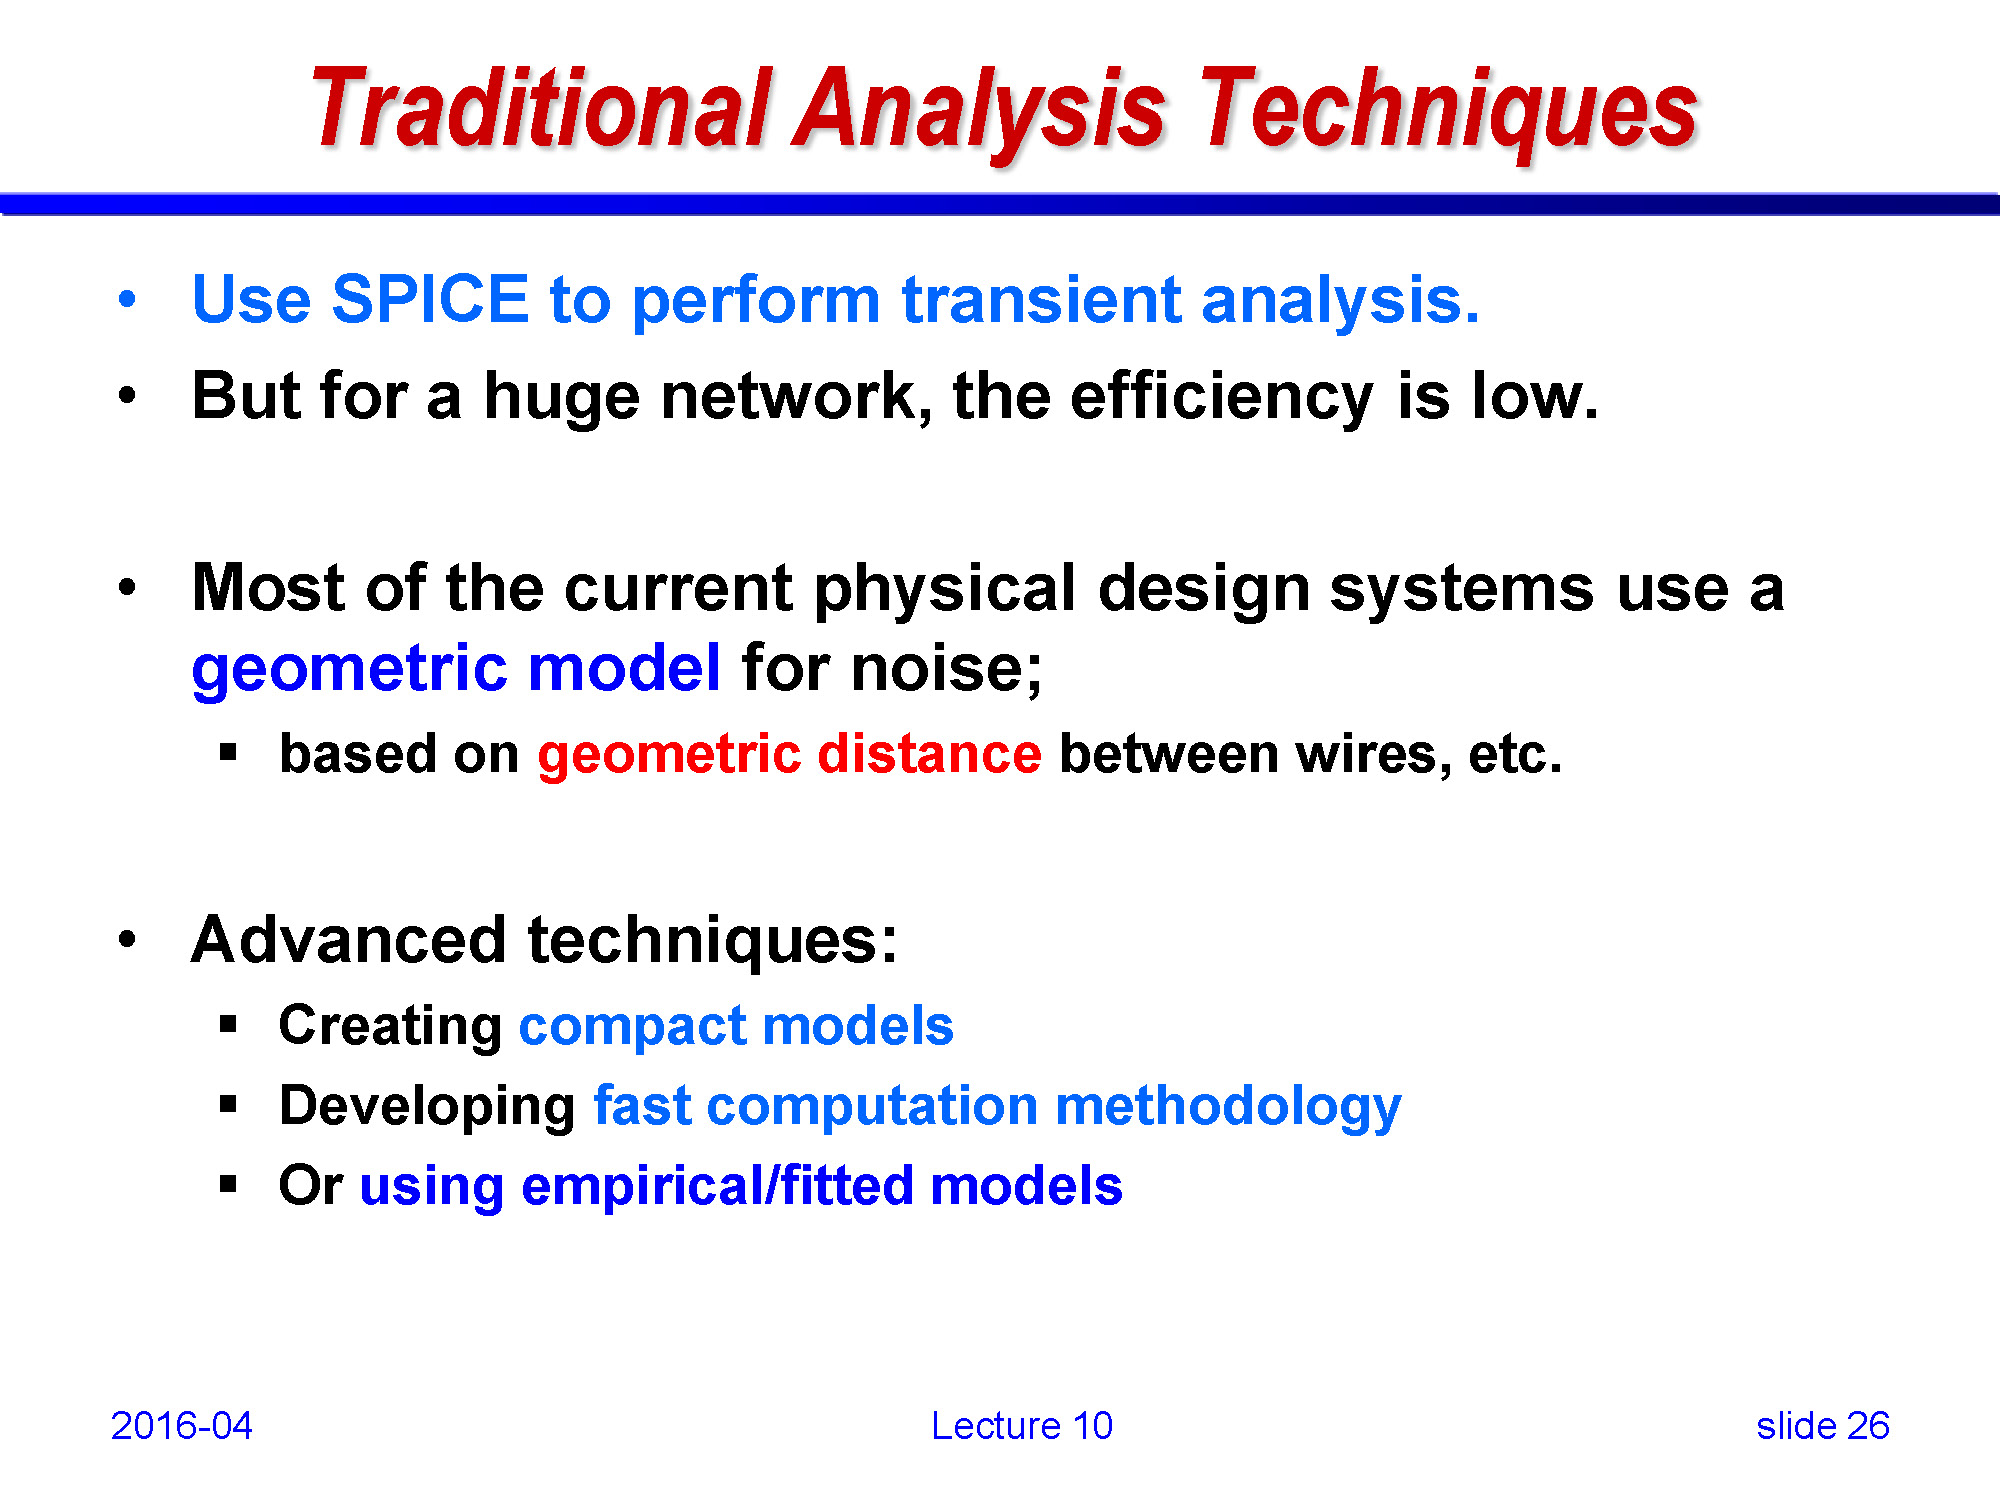 Traditional Analysis Techniques
• Use SPICE to perform transient analysis.
• But for a huge network, the efficiency is low.
• Most of the current physical design systems use a
geometric model for noise;
▪ based on geometric distance between wires, etc.
• Advanced techniques:
▪ Creating compact models
▪ Developing fast computation methodology
▪ Or using empirical/fitted models
2016-04 Lecture 10 slide 26